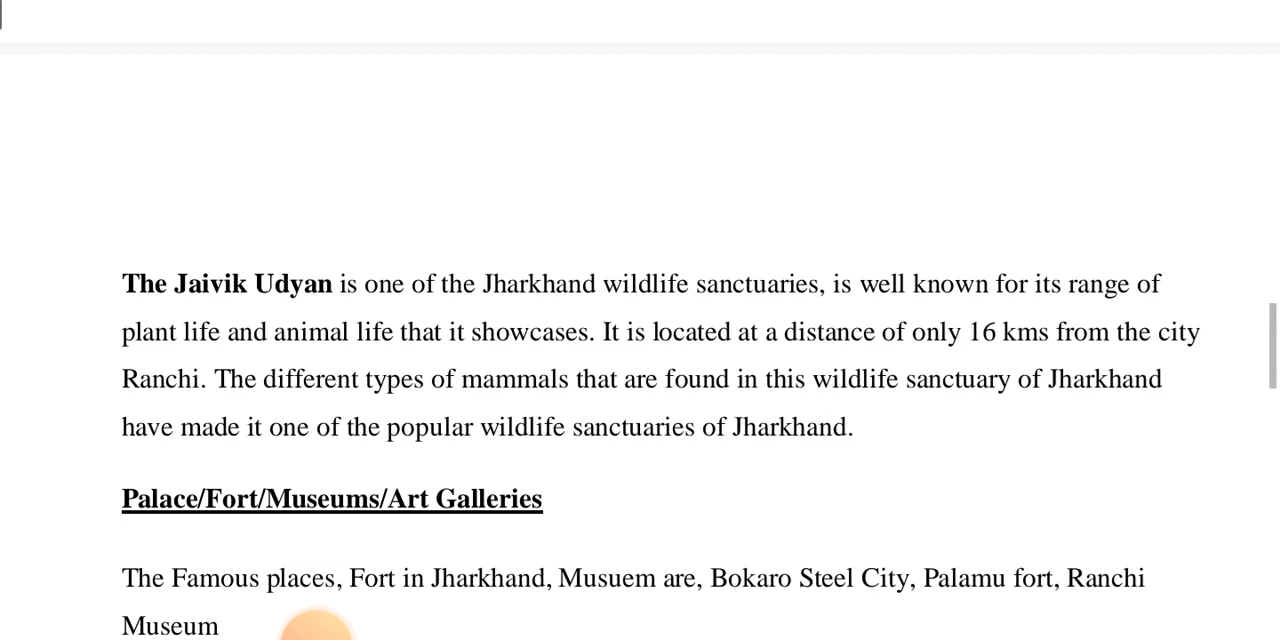 The Jaivik Udyan is one of the Jharkhand wildlife sanctuaries, is well known for its range of
plant life and animal life that it showcases. It is located at a distance of only 16 kms from the city
Ranchi. The different types of mammals that are found in this wildlife sanctuary of Jharkhand
have made it one of the popular wildlife sanctuaries of Jharkhand.
Palace/Fort/Museums/Art Galleries
The Famous places, Fort in Jharkhand, Musuem are, Bokaro Steel City, Palamu fort, Ranchi
Museum